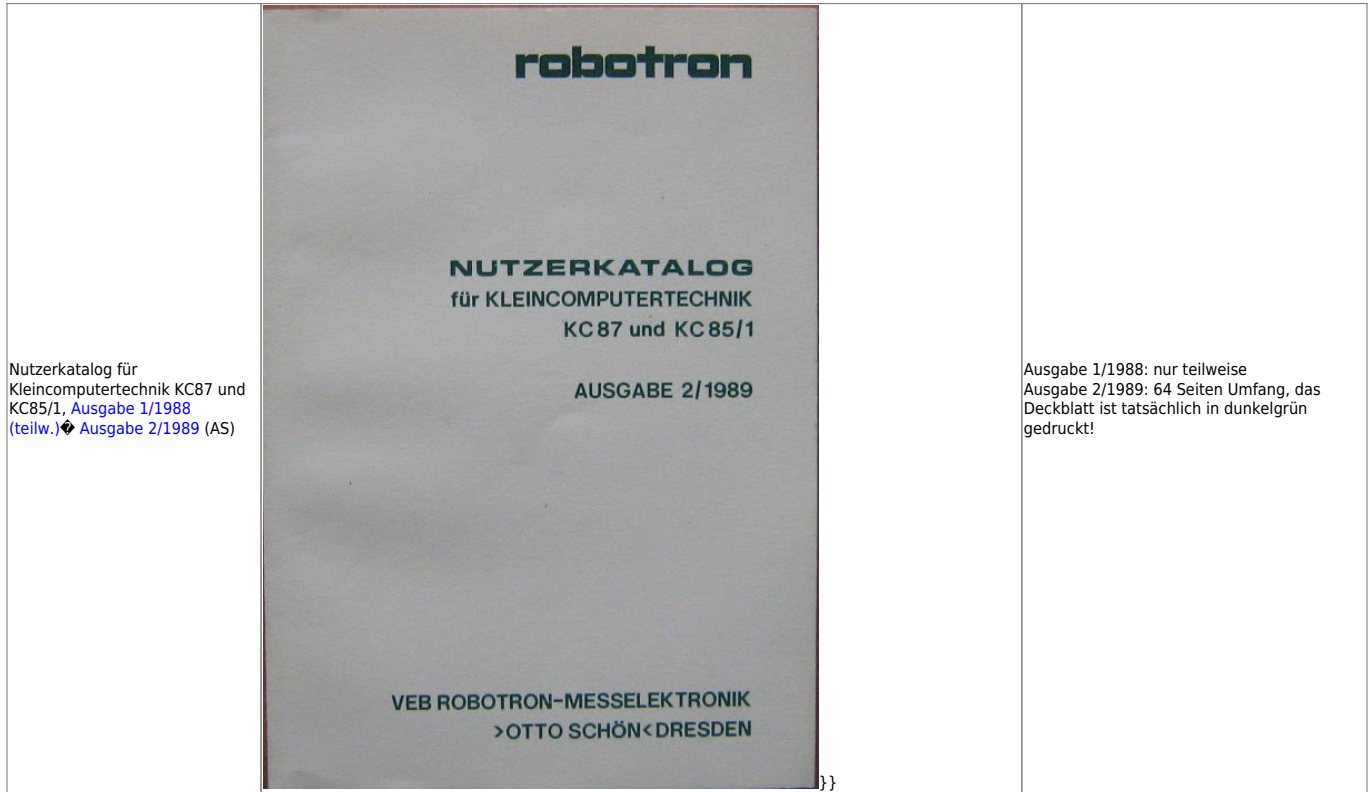 Nutzerkatalog für
Kleincomputertechnik KC87 und
KC85/1, Ausgabe 1/1988
(teilw.)� Ausgabe 2/1989 (AS)
robotron
NUTZERKATALOG
für KLEINCOMPUTERTECHNIK
KC 87 und KC 85/1
AUSGABE 2/1989
VEB ROBOTRON-MESSELEKTRONIK
>OTTO SCHÖN< DRESDEN
}}
Ausgabe 1/1988: nur teilweise
Ausgabe 2/1989: 64 Seiten Umfang, das
Deckblatt ist tatsächlich in dunkelgrün
gedruckt!